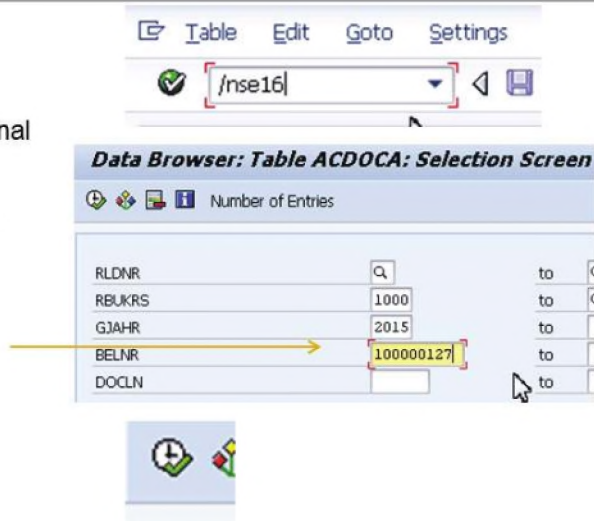 Table Edit Goto Settings
/nse16
nal
Data Browser: Table ACDOCA: Selection Screen
Number of Entries
RLDNR to
RBUKRS 1000 to
GJAHR 2015 to
BELNR 100000127 to
DOCLN to